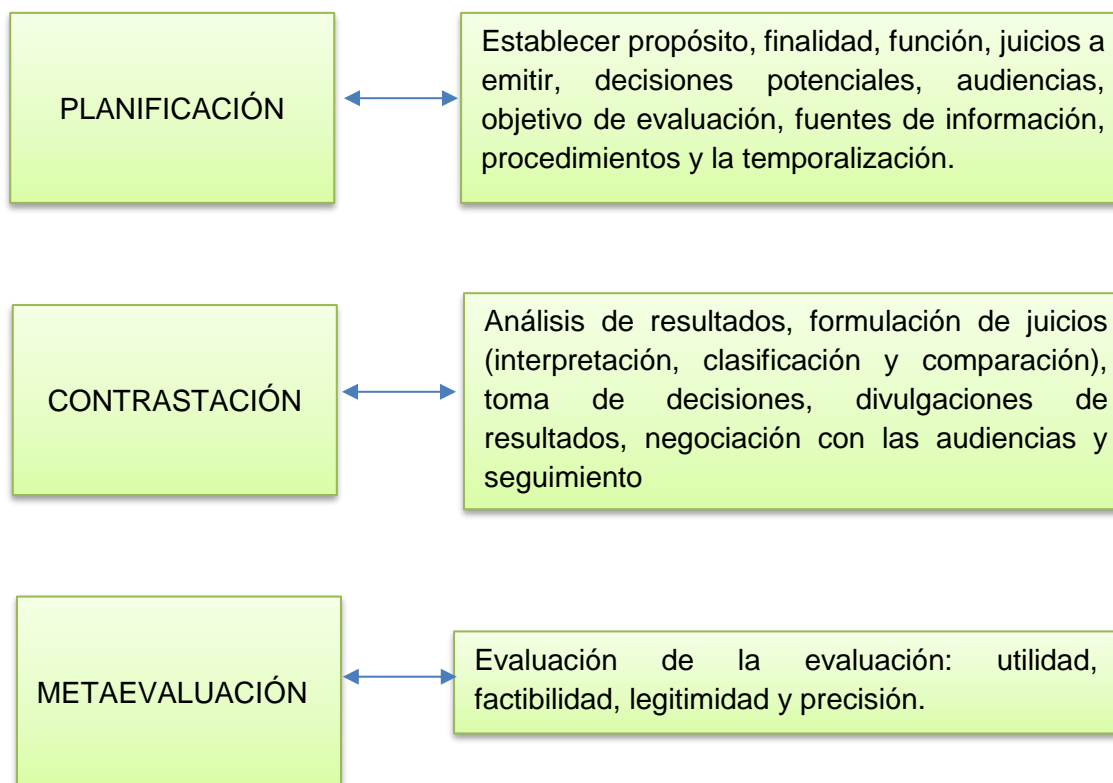 PLANIFICACIÓN
Establecer propósito, finalidad, función, juicios a
emitir, decisiones potenciales, audiencias,
objetivo de evaluación, fuentes de información,
procedimientos y la temporalización.
CONTRASTACIÓN
Análisis de resultados, formulación de juicios
(interpretación, clasificación y comparación),
toma de decisiones, divulgaciones de
resultados, negociación con las audiencias y
seguimiento
METAEVALUACIÓN
Evaluación de la evaluación: utilidad,
factibilidad, legitimidad y precisión.